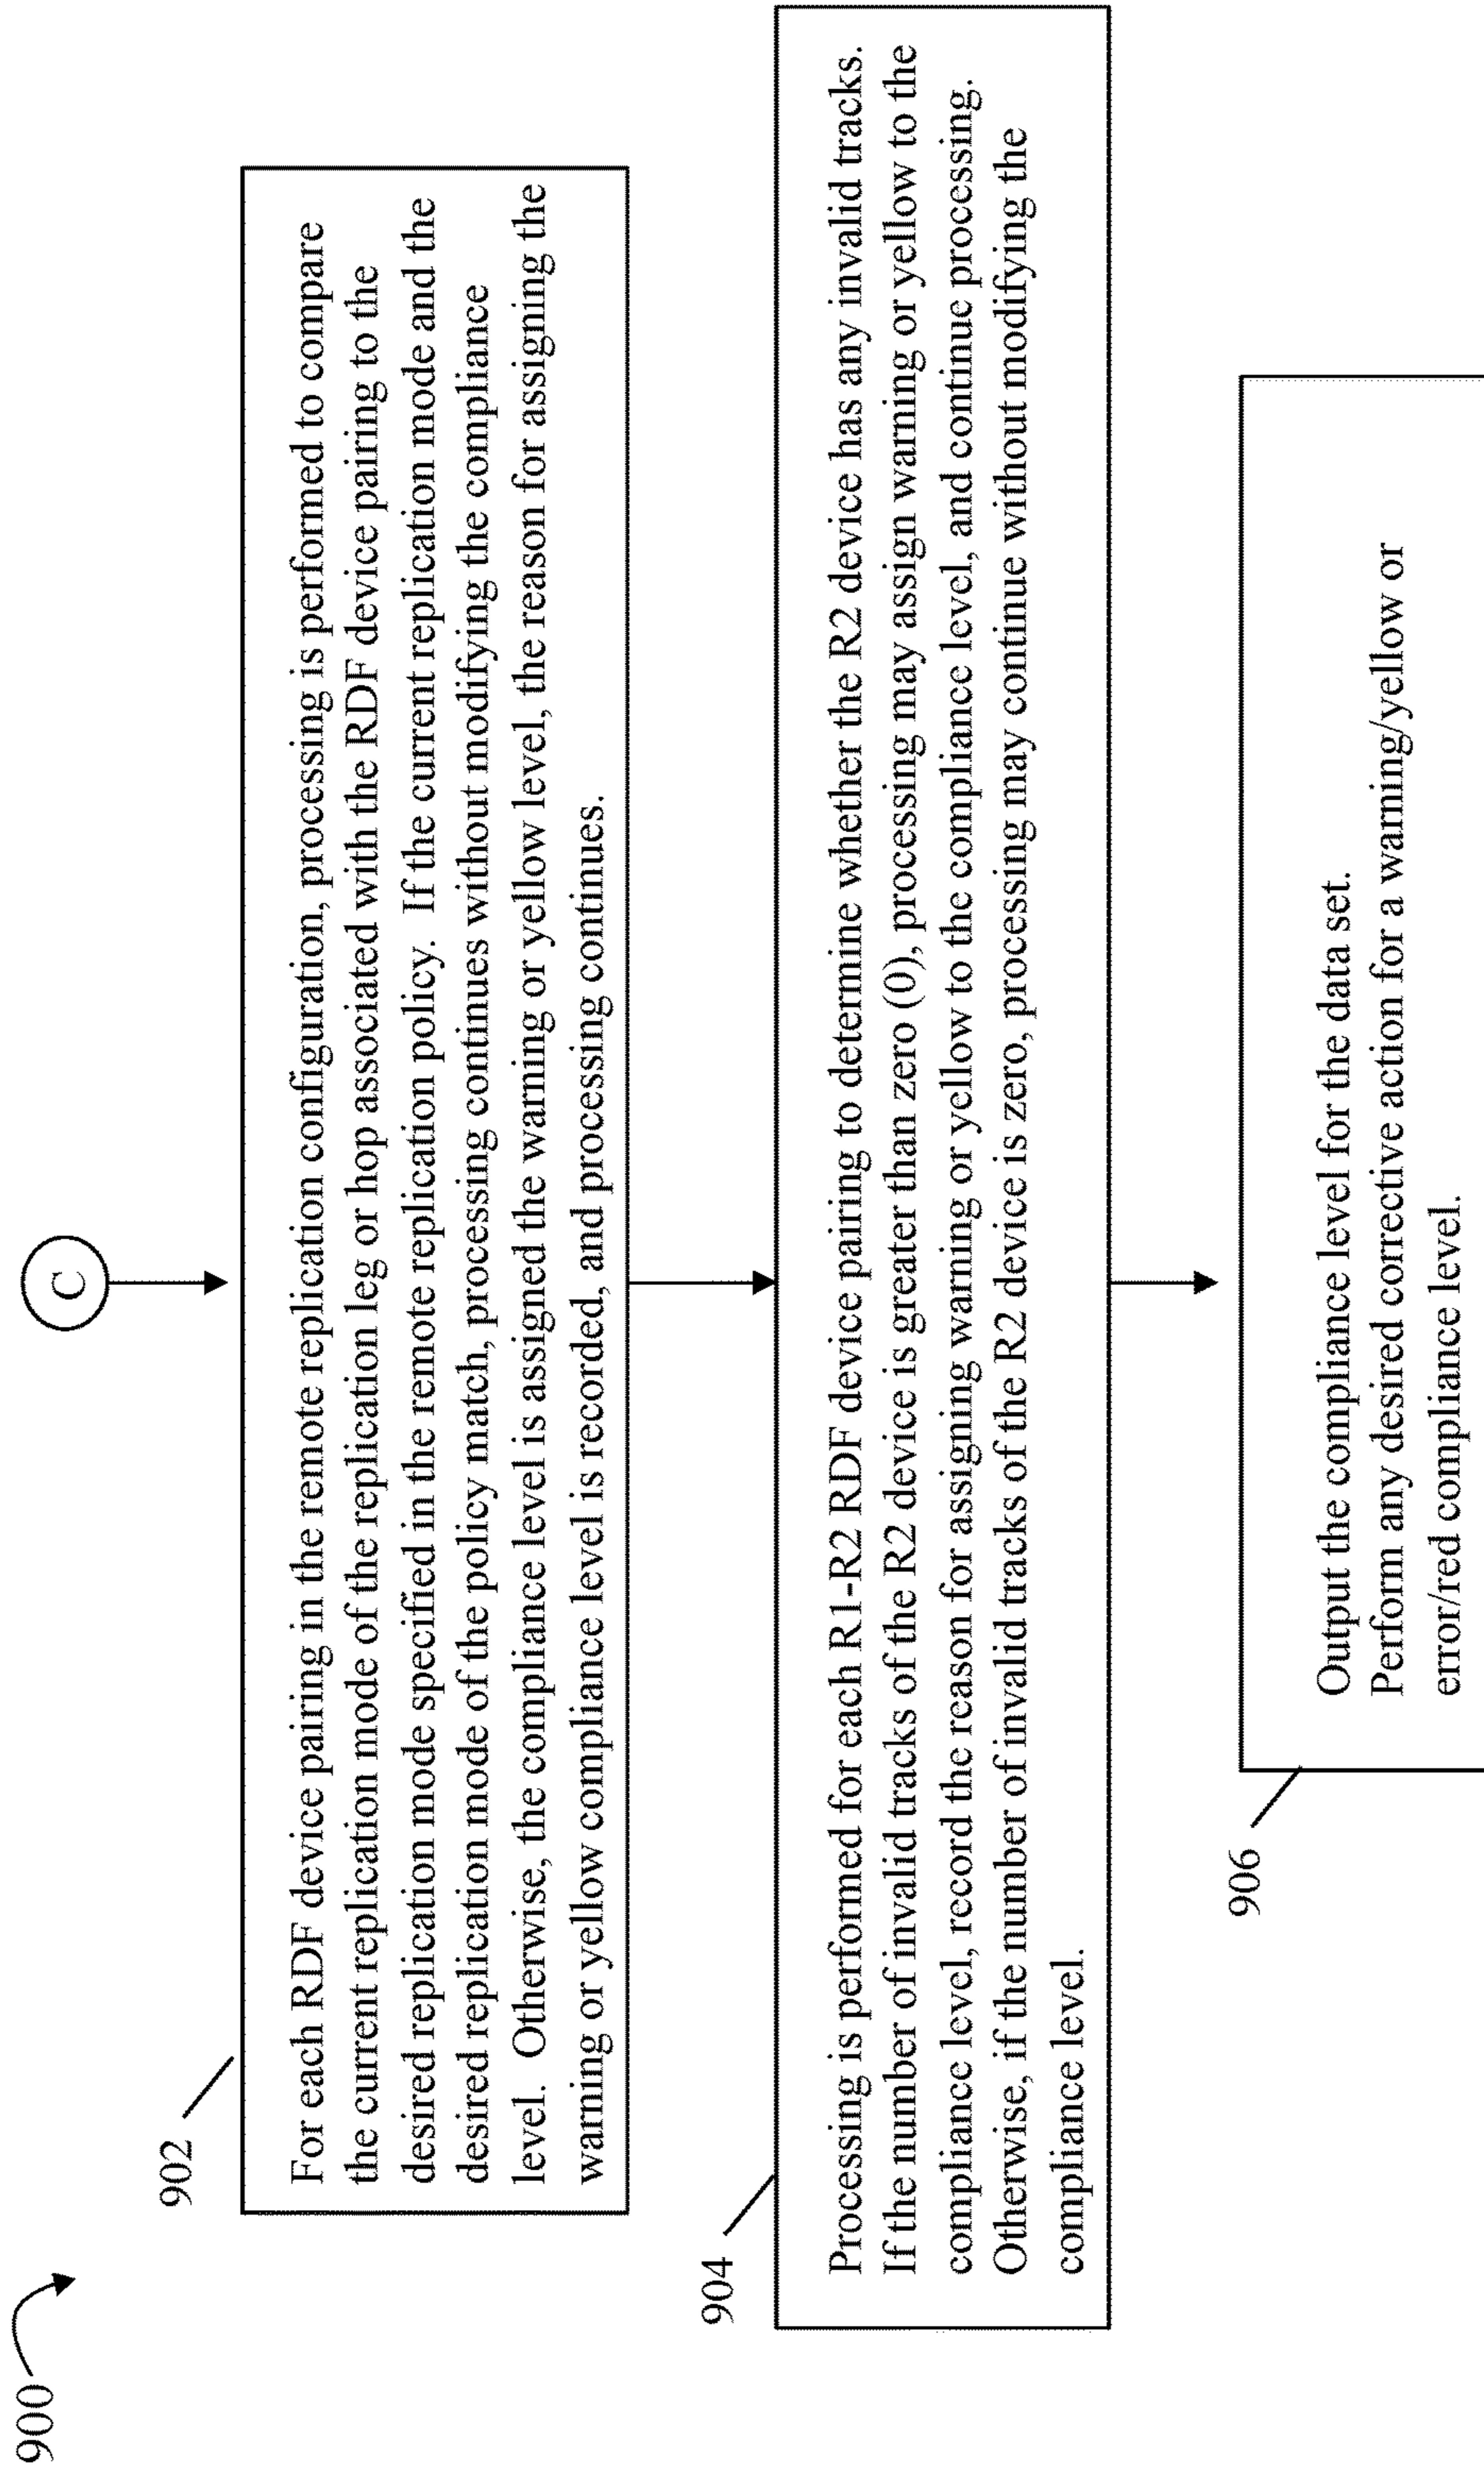 900
C
902
For each RDF device pairing in the remote replication configuration, processing is performed to compare
the current replication mode of the replication leg or hop associated with the RDF device pairing to the
desired replication mode specified in the remote replication policy.  If the current replication mode and the
desired replication mode of the policy match, processing continues without modifying the compliance
level.  Otherwise, the compliance level is assigned the warning or yellow level, the reason for assigning the
warning or yellow compliance level is recorded, and processing continues.
904
Processing is performed for each R1-R2 RDF device pairing to determine whether the R2 device has any invalid tracks.
If the number of invalid tracks of the R2 device is greater than zero (0), processing may assign warning or yellow to the
compliance level, record the reason for assigning warning or yellow to the compliance level, and continue processing.
Otherwise, if the number of invalid tracks of the R2 device is zero, processing may continue without modifying the
compliance level.
906
Output the compliance level for the data set.
Perform any desired corrective action for a warning/yellow or
error/red compliance level.